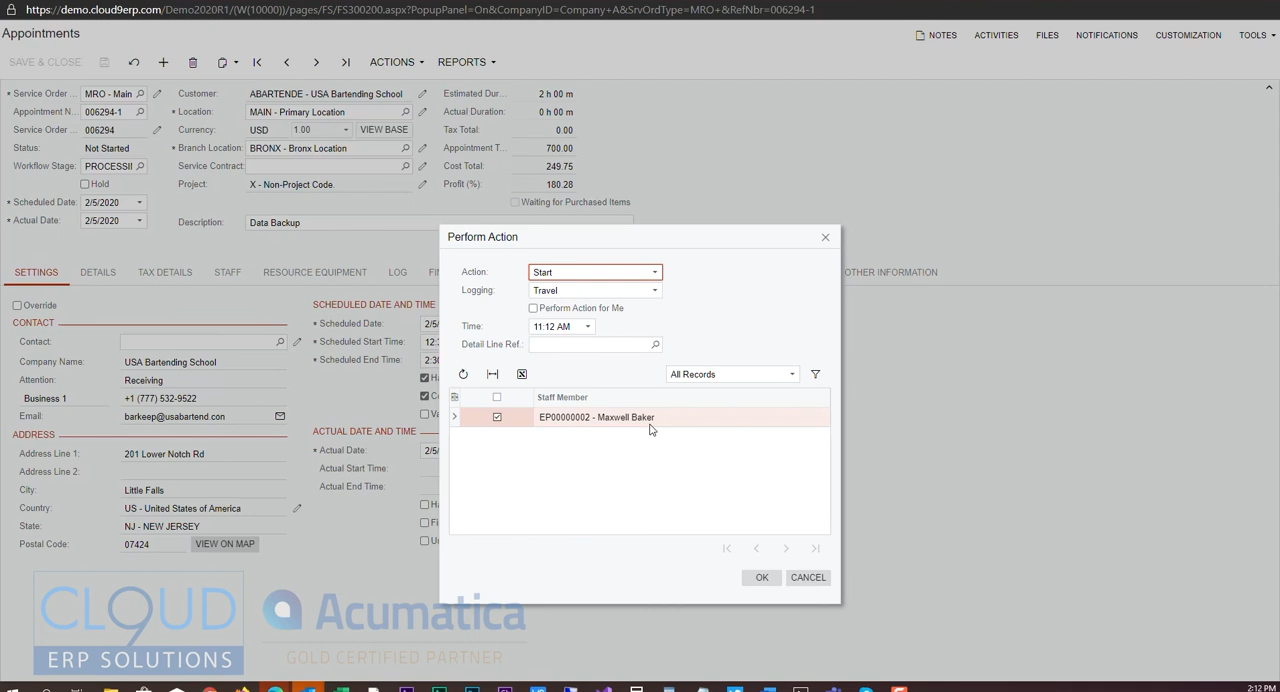 https://demo.cloud9erp.com/Demo2020R1/(W(10000))/pages/FS/FS300200.aspx?PopupPanel=On&CompanyID=Company+A&SrvOrdType=MRO+&RefNbr=006294-1
Appointments
NOTES ACTIVITIES FILES NOTIFICATIONS CUSTOMIZATION TOOLS
SAVE & CLOSE ACTIONS REPORTS
* Service Order ... MRO - Main Customer: ABARTENDE - USA Bartending School Estimated Dur... 2 h 00 m
Appointment N... 006294-1 * Location: MAIN - Primary Location Actual Duration: 0 h 00 m
Service Order ... 006294 Currency: USD 1.00 VIEW BASE Tax Total: 0.00
Status: Not Started * Branch Location: BRONX - Bronx Location Appointment T... 700.00
Workflow Stage: PROCESSII Service Contract: Cost Total: 249.75
Hold Project: X - Non-Project Code. Profit (%): 180.28
* Scheduled Date: 2/5/2020 Waiting for Purchased Items
* Actual Date: 2/5/2020 Description: Data Backup
Perform Action
SETTINGS DETAILS TAX DETAILS STAFF RESOURCE EQUIPMENT LOG FI OTHER INFORMATION
Action: Start
Logging: Travel
Perform Action for Me
Time: 11:12 AM
Detail Line Ref.:
All Records
Staff Member
EP00000002 - Maxwell Baker
OK CANCEL
Override SCHEDULED DATE AND TIME
CONTACT * Scheduled Date: 2/5/
Contact: * Scheduled Start Time: 12:
Company Name: USA Bartending School * Scheduled End Time: 2:30
Attention: Receiving
Business 1 +1 (777) 532-9522
Email: barkeep@usabartend.con
ADDRESS ACTUAL DATE AND TIME
Address Line 1: 201 Lower Notch Rd * Actual Date: 2/5/
Address Line 2: Actual Start Time:
City: Little Falls Actual End Time:
Country: US - United States of America
State: NJ - NEW JERSEY
Postal Code: 07424 VIEW ON MAP
CLOUD9
ERP SOLUTIONS
Acumatica
GOLD CERTIFIED PARTNER
2:12 PM